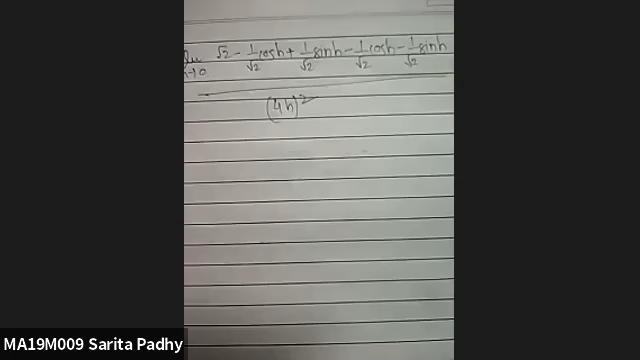 lim √2 - 1/√2 cosh + 1/√2 sinh - 1/√2 cosh - 1/√2 sinh
h→0
(4h)²
MA19M009 Sarita Padhy